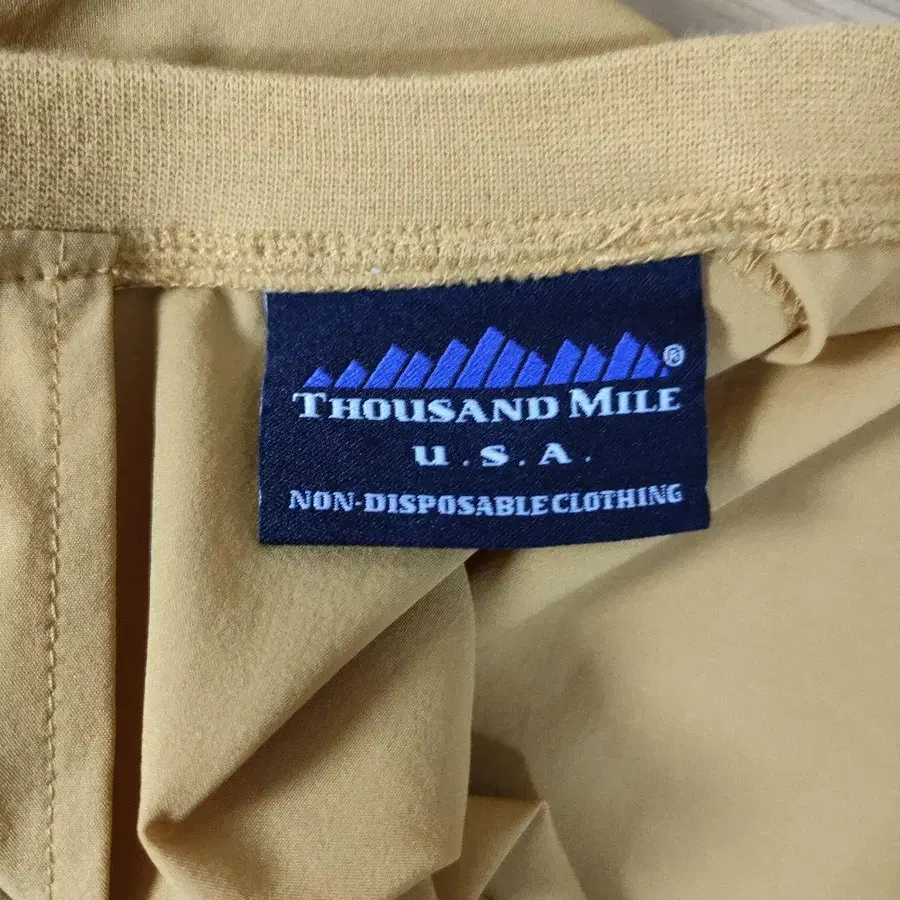 ®
THOUSAND MILE
U.S.A.
NON-DISPOSABLE CLOTHING